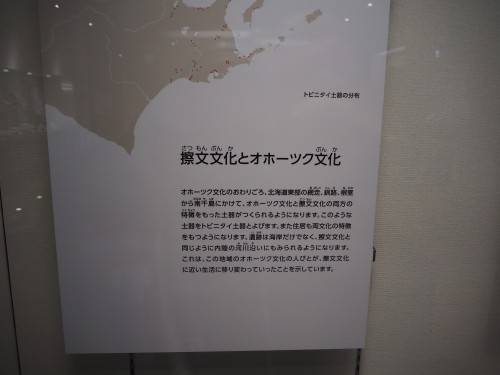 トビニタイ土器の分布
さつ もん ぶん か ぶん か
擦文文化とオホーツク文化
オホーツク文化のおわりごろ、北海道東部の網走、釧路、根室
から南千島にかけて、オホーツク文化と擦文文化の両方の
特徴をもった土器がつくられるようになります。このような
土器をトビニタイ土器とよびます。また住居も両文化の特徴
をもつようになります。遺跡は海岸だけでなく、擦文文化と
同じように内陸の河川沿いにもみられるようになります。
これは、この地域のオホーツク文化の人びとが、擦文文化
に近い生活に移り変わっていったことを示しています。